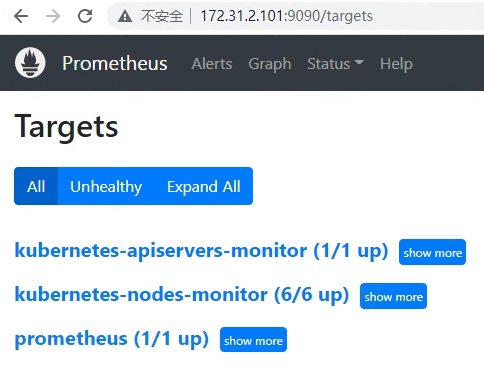 不安全 172.31.2.101:9090/targets
Prometheus Alerts Graph Status Help
Targets
All Unhealthy Expand All
kubernetes-apiservers-monitor (1/1 up) show more
kubernetes-nodes-monitor (6/6 up) show more
prometheus (1/1 up) show more